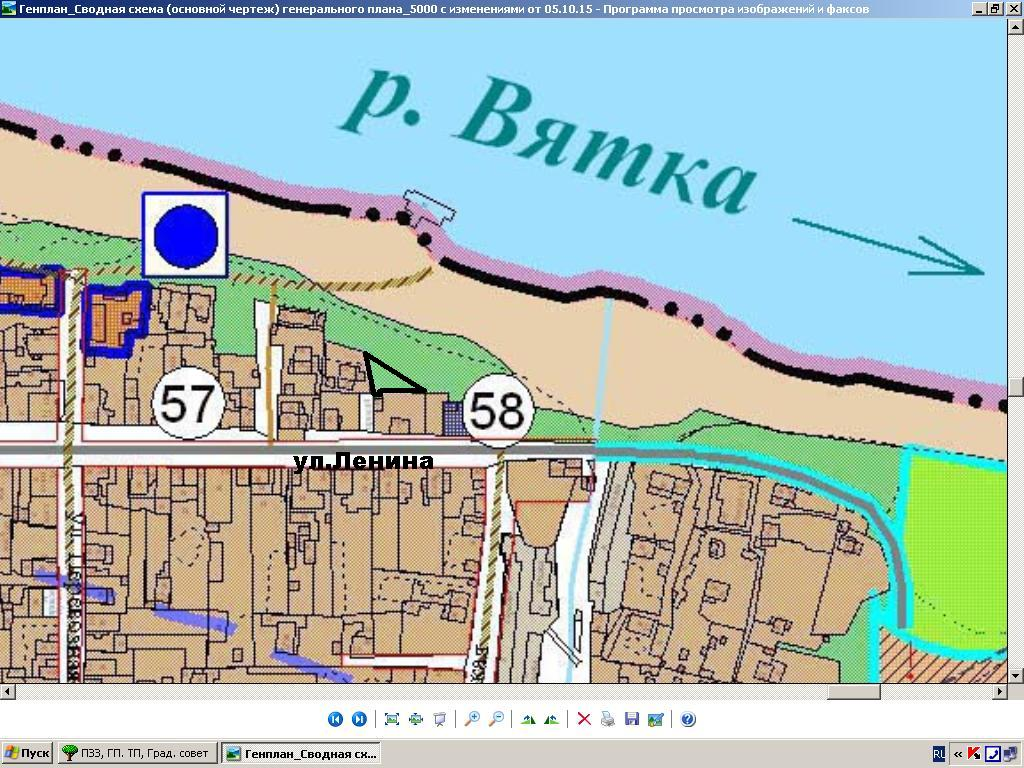 Генплан_Сводная схема (основной чертеж) генерального плана_5000 с изменениями от 05.10.15 - Программа просмотра изображений и факсов
р. Вятка
57
58
ул.Ленина
Пуск
ПЗЗ, ГП. ТП, Град. совет
Генплан_Сводная сх...
RL